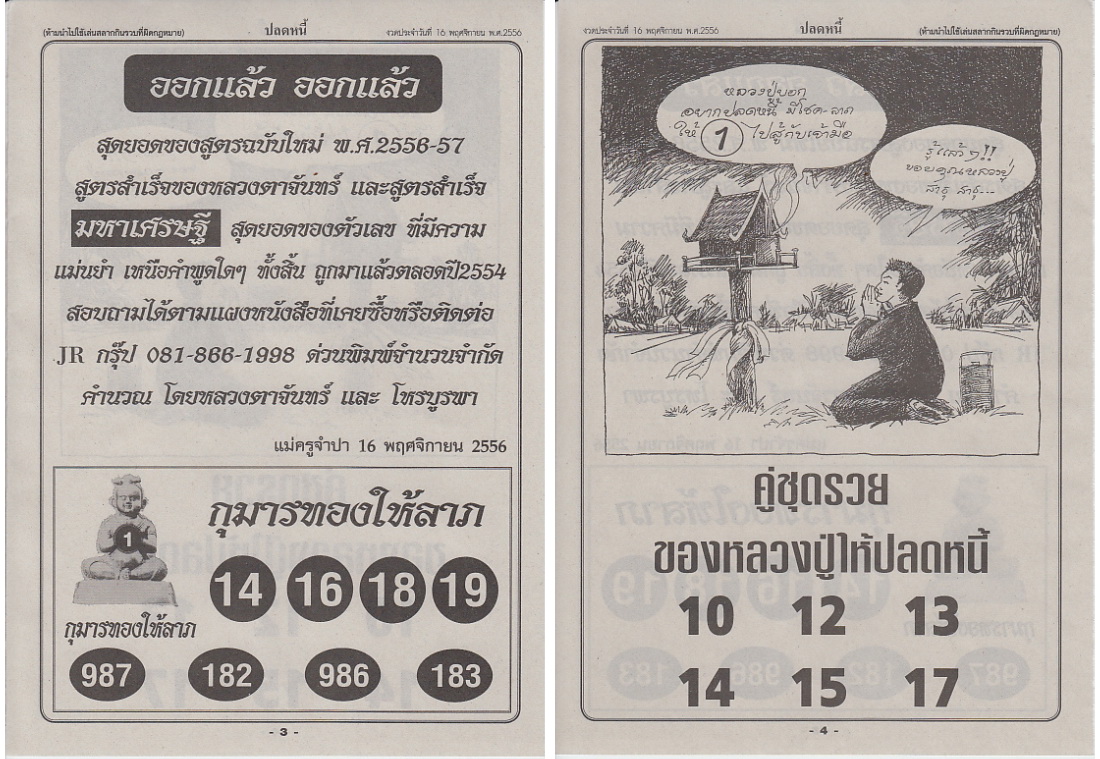 (ห้ามนำไปใช้เล่นสลากกินรวบที่ผิดกฎหมาย) ปลดหนี้ งวดประจำวันที่ 16 พฤศจิกายน พ.ศ.2556
ออกแล้ว ออกแล้ว
สุดยอดของสูตรฉบับใหม่ พ.ศ.2556-57
สูตรสำเร็จของหลวงตาจันทร์ และสูตรสำเร็จ
มหาเศรษฐี สุดยอดของตัวเลข ที่มีความ
แม่นยำ เหนือคำพูดใดๆ ทั้งสิ้น ถูกมาแล้วตลอดปี2554
สอบถามได้ตามแผงหนังสือที่เคยซื้อหรือติดต่อ
JR กรุ๊ป 081-866-1998 ด่วนพิมพ์จำนวนจำกัด
คำนวณ โดยหลวงตาจันทร์ และ โหรบูรพา
แม่ครูจำปา 16 พฤศจิกายน 2556
กุมารทองให้ลาภ
1
14 16 18 19
กุมารทองให้ลาภ
987 182 986 183
- 3 -
งวดประจำวันที่ 16 พฤศจิกายน พ.ศ.2556 ปลดหนี้ (ห้ามนำไปใช้เล่นสลากกินรวบที่ผิดกฎหมาย)
หลวงปู่บอก
อยากปลดหนี้ มีโชค-ลาภ
ให้ 1 ไปสู้กับเจ้ามือ
รู้แล้วๆ!!
ขอบคุณหลวงปู่
สาธุ สาธุ...
คู่ชุดรวย
ของหลวงปู่ให้ปลดหนี้
10 12 13
14 15 17
- 4 -